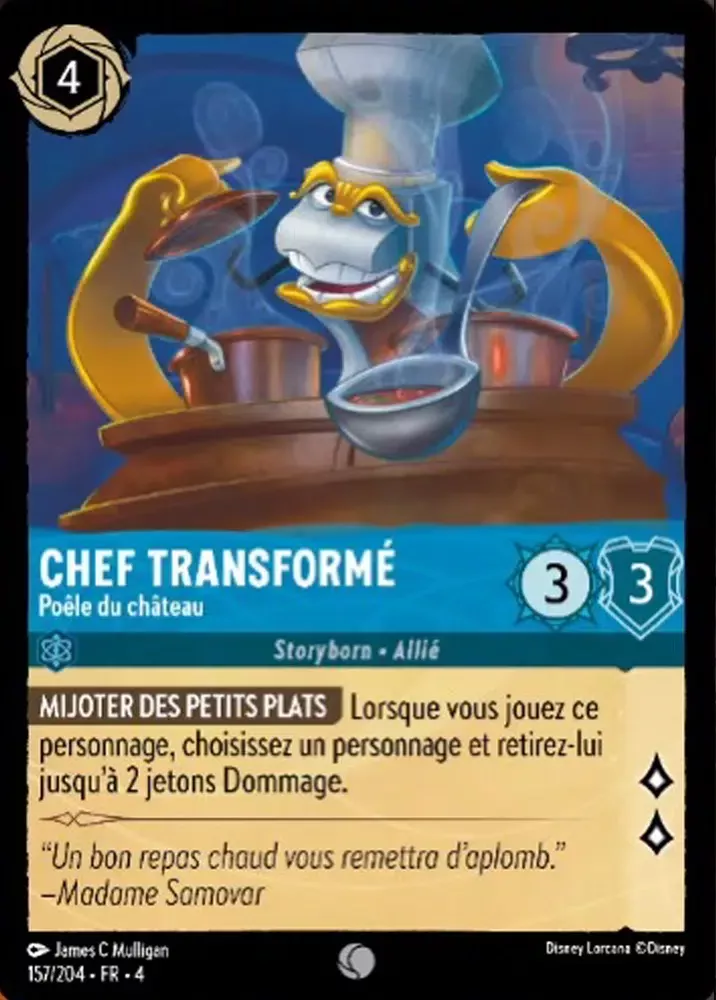 4
CHEF TRANSFORMÉ
Poêle du château
3 3
Storyborn • Allié
MIJOTER DES PETITS PLATS Lorsque vous jouez ce
personnage, choisissez un personnage et retirez-lui
jusqu'à 2 jetons Dommage.
“Un bon repas chaud vous remettra d'aplomb.”
–Madame Samovar
James C Mulligan
Disney Lorcana ©Disney
157/204 • FR • 4